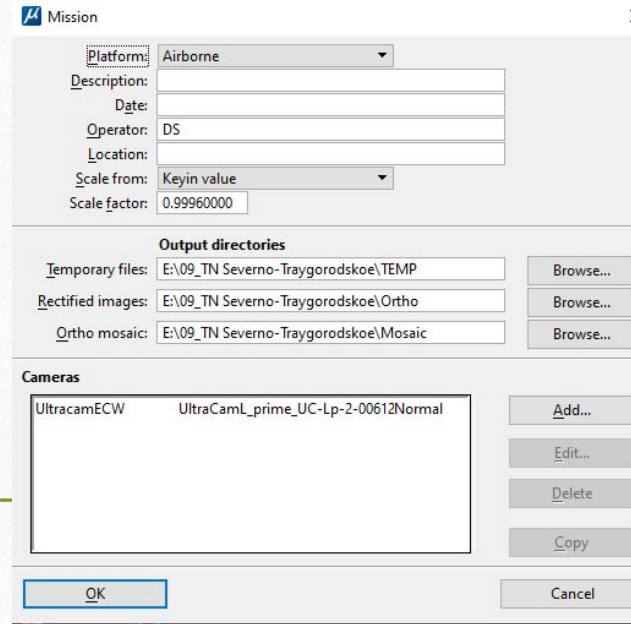 Mission
Platform: Airborne
Description:
Date:
Operator: DS
Location:
Scale from: Keyin value
Scale factor: 0.99960000
Output directories
Temporary files: E:\09_TN Severno-Traygorodskoe\TEMP Browse...
Rectified images: E:\09_TN Severno-Traygorodskoe\Ortho Browse...
Ortho mosaic: E:\09_TN Severno-Traygorodskoe\Mosaic Browse...
Cameras
UltracamECW UltraCamL_prime_UC-Lp-2-00612Normal
Add...
Edit...
Delete
Copy
OK Cancel